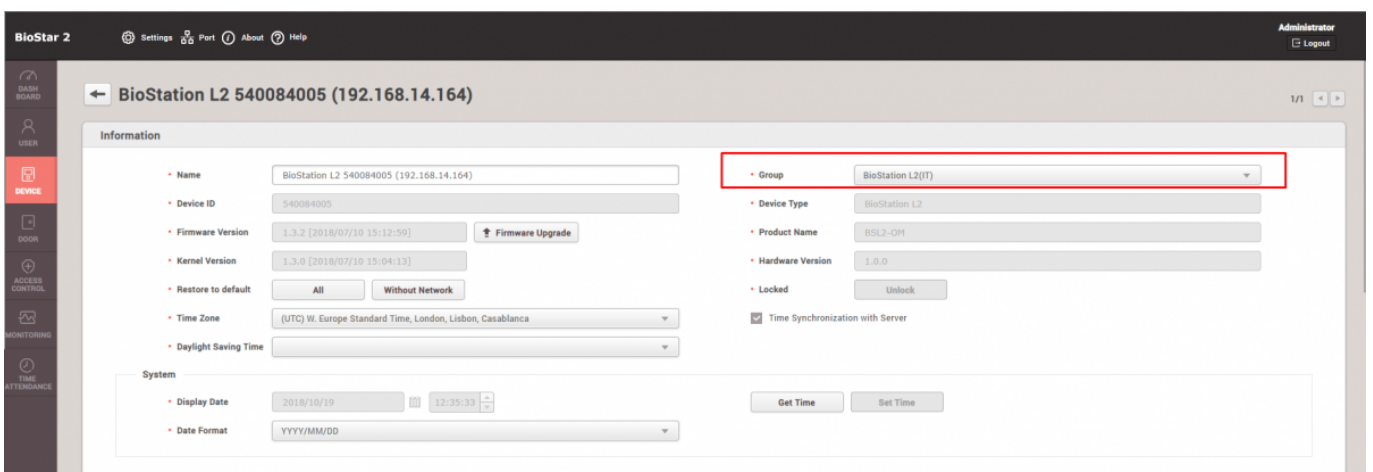 BioStar 2
Settings Port About Help
Administrator
Logout
DASH BOARD
USER
DEVICE
DOOR
ACCESS CONTROL
MONITORING
TIME ATTENDANCE
BioStation L2 540084005 (192.168.14.164)
1/1
Information
Name BioStation L2 540084005 (192.168.14.164)
Group BioStation L2(IT)
Device ID 540084005
Device Type BioStation L2
Firmware Version 1.3.2 [2018/07/10 15:12:59] Firmware Upgrade
Product Name BSL2-OM
Kernel Version 1.3.0 [2018/07/10 15:04:13]
Hardware Version 1.0.0
Restore to default All Without Network
Locked Unlock
Time Zone (UTC) W. Europe Standard Time, London, Lisbon, Casablanca
Time Synchronization with Server
Daylight Saving Time
System
Display Date 2018/10/19 12:35:33
Get Time Set Time
Date Format YYYY/MM/DD